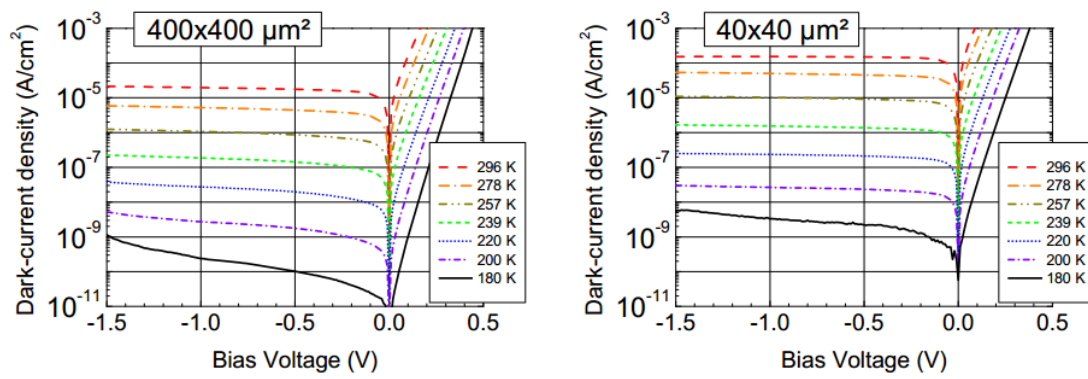 400x400 µm²
Dark-current density (A/cm²)
10⁻³
10⁻⁵
10⁻⁷
10⁻⁹
10⁻¹¹
296 K
278 K
257 K
239 K
220 K
200 K
180 K
-1.5
-1.0
-0.5
0.0
0.5
Bias Voltage (V)
40x40 µm²
Dark-current density (A/cm²)
10⁻³
10⁻⁵
10⁻⁷
10⁻⁹
10⁻¹¹
296 K
278 K
257 K
239 K
220 K
200 K
180 K
-1.5
-1.0
-0.5
0.0
0.5
Bias Voltage (V)